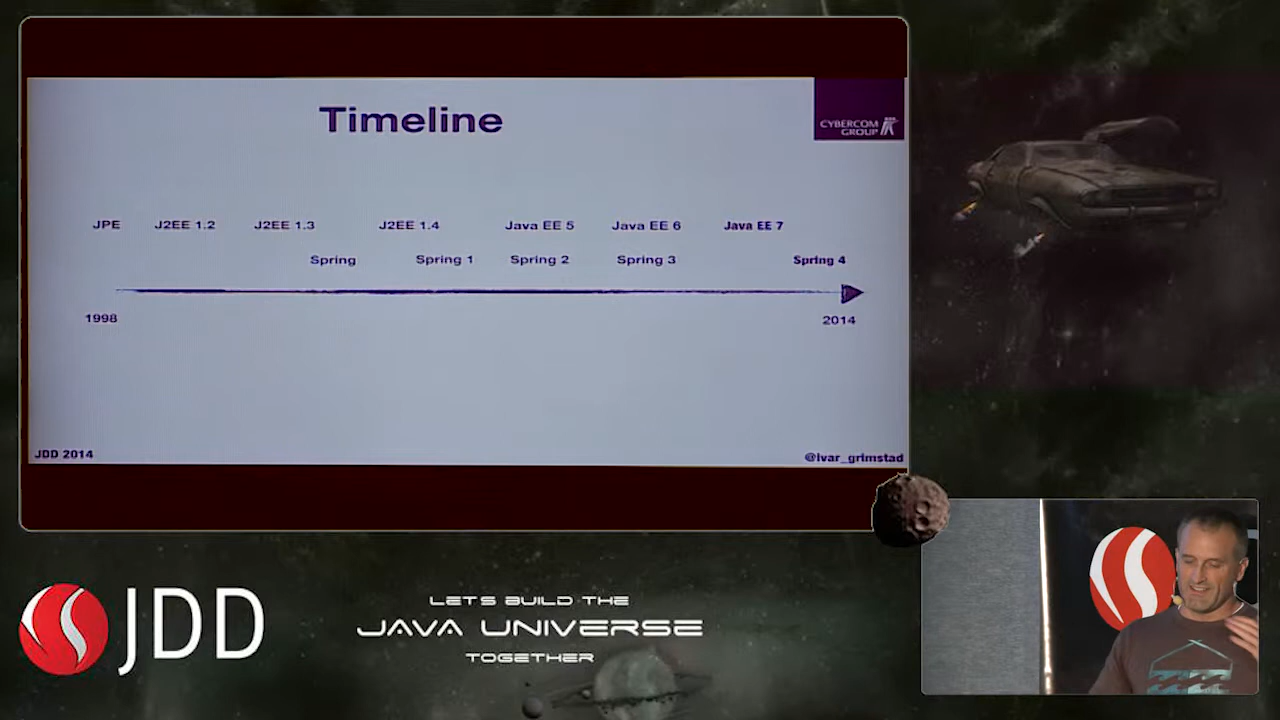 Timeline
CYBERCOM
GROUP
JPE J2EE 1.2 J2EE 1.3 J2EE 1.4 Java EE 5 Java EE 6 Java EE 7
Spring Spring 1 Spring 2 Spring 3 Spring 4
1998 2014
JDD 2014 @ivar_grimstad
JDD
LETS BUILD THE
JAVA UNIVERSE
TOGETHER